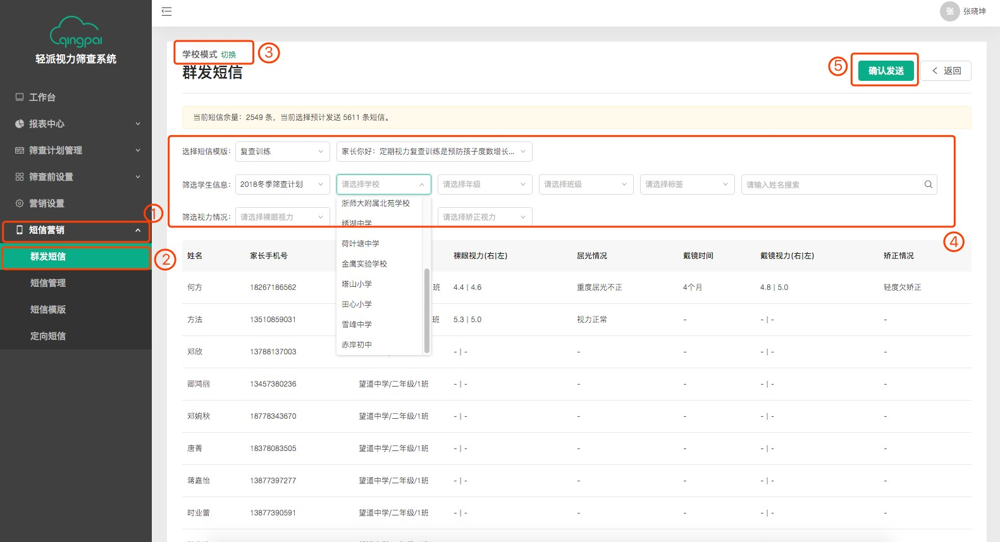 张 张晓坤
qingpai
轻派视力筛查系统
工作台
报表中心
筛查计划管理
筛查前设置
营销设置
① 短信营销
② 群发短信
短信管理
短信模版
定向短信
学校模式 切换 ③
群发短信
⑤ 确认发送 返回
当前短信余量：2549 条，当前选择预计发送 5611 条短信。
选择短信模版： 复查训练 家长你好：定期视力复查训练是预防孩子度数增长...
筛选学生信息： 2018冬季筛查计划 请选择学校 请选择年级 请选择班级 请选择标签 请输入姓名搜索
筛选视力情况： 请选择裸眼视力 请选择矫正视力
④
浙师大附属北苑学校
绣湖中学
荷叶塘中学
金鹰实验学校
塔山小学
田心小学
雪峰中学
赤岸初中
姓名 家长手机号 裸眼视力(右|左) 屈光情况 戴镜时间 戴镜视力(右|左) 矫正情况
何方 18267186562 班 4.4 | 4.6 重度屈光不正 4个月 4.8 | 5.0 轻度欠矫正
方法 13510859031 班 5.3 | 5.0 视力正常 - - | - -
邓欣 13788137003 - | - - - - | - -
卿鸿丽 13457380236 望道中学/二年级/1班 - | - - - - | - -
邓婉秋 18778343670 望道中学/二年级/1班 - | - - - - | - -
唐菁 18378083505 望道中学/二年级/1班 - | - - - - | - -
蒋嘉怡 13877397277 望道中学/二年级/1班 - | - - - - | - -
时业蕾 13877390591 望道中学/二年级/1班 - | - - - - | - -